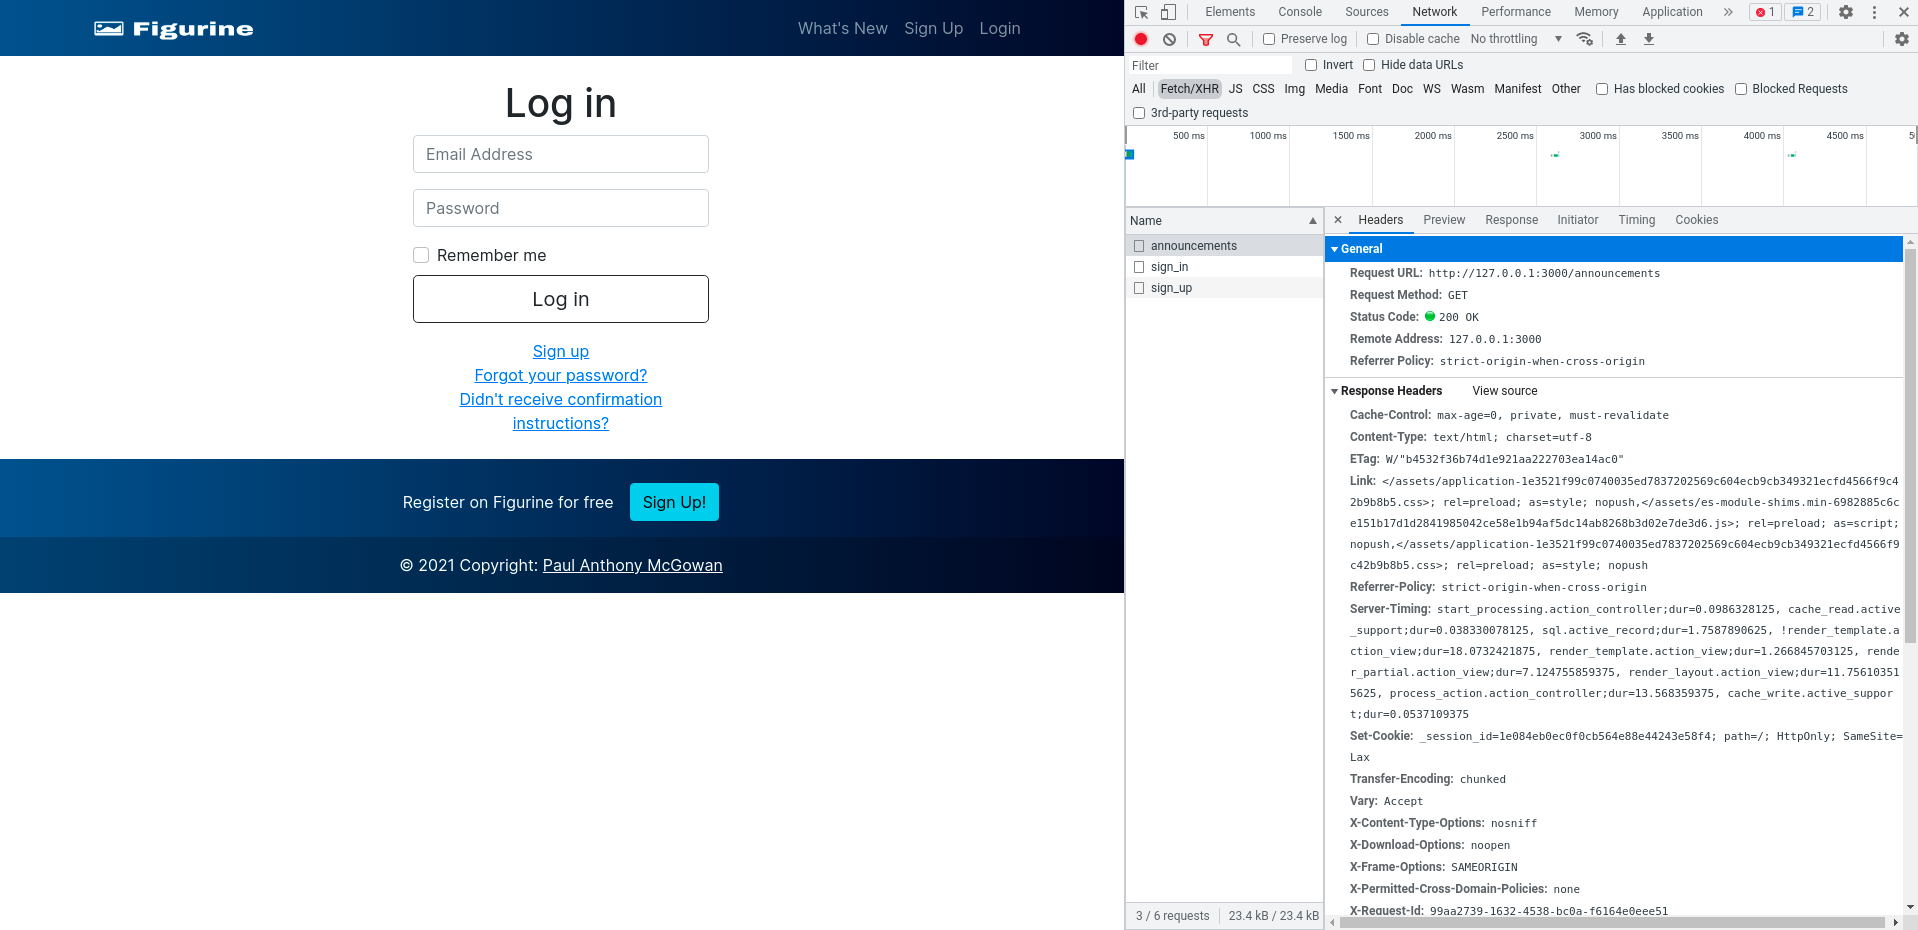 Figurine
What's New Sign Up Login
Log in
Email Address
Password
Remember me
Log in
Sign up
Forgot your password?
Didn't receive confirmation
instructions?
Register on Figurine for free Sign Up!
© 2021 Copyright: Paul Anthony McGowan
Elements Console Sources Network Performance Memory Application » 1 2
Preserve log Disable cache No throttling
Filter Invert Hide data URLs
All Fetch/XHR JS CSS Img Media Font Doc WS Wasm Manifest Other Has blocked cookies Blocked Requests
3rd-party requests
500 ms 1000 ms 1500 ms 2000 ms 2500 ms 3000 ms 3500 ms 4000 ms 4500 ms 5
Name
announcements
sign_in
sign_up
3 / 6 requests 23.4 kB / 23.4 kB
Headers Preview Response Initiator Timing Cookies
General
Request URL: http://127.0.0.1:3000/announcements
Request Method: GET
Status Code: 200 OK
Remote Address: 127.0.0.1:3000
Referrer Policy: strict-origin-when-cross-origin
Response Headers View source
Cache-Control: max-age=0, private, must-revalidate
Content-Type: text/html; charset=utf-8
ETag: W/"b4532f36b74d1e921aa222703ea14ac0"
Link: </assets/application-1e3521f99c0740035ed7837202569c604ecb9cb349321ecfd4566f9c4
2b9b8b5.css>; rel=preload; as=style; nopush,</assets/es-module-shims.min-6982885c6c
e151b17d1d2841985042ce58e1b94af5dc14ab8268b3d02e7de3d6.js>; rel=preload; as=script;
nopush,</assets/application-1e3521f99c0740035ed7837202569c604ecb9cb349321ecfd4566f9
c42b9b8b5.css>; rel=preload; as=style; nopush
Referrer-Policy: strict-origin-when-cross-origin
Server-Timing: start_processing.action_controller;dur=0.0986328125, cache_read.active
_support;dur=0.038330078125, sql.active_record;dur=1.7587890625, !render_template.a
ction_view;dur=18.0732421875, render_template.action_view;dur=1.266845703125, rende
r_partial.action_view;dur=7.124755859375, render_layout.action_view;dur=11.75610351
5625, process_action.action_controller;dur=13.568359375, cache_write.active_suppor
t;dur=0.0537109375
Set-Cookie: _session_id=1e084eb0ec0f0cb564e88e44243e58f4; path=/; HttpOnly; SameSite=
Lax
Transfer-Encoding: chunked
Vary: Accept
X-Content-Type-Options: nosniff
X-Download-Options: noopen
X-Frame-Options: SAMEORIGIN
X-Permitted-Cross-Domain-Policies: none
X-Request-Id: 99aa2739-1632-4538-bc0a-f6164e0eee51